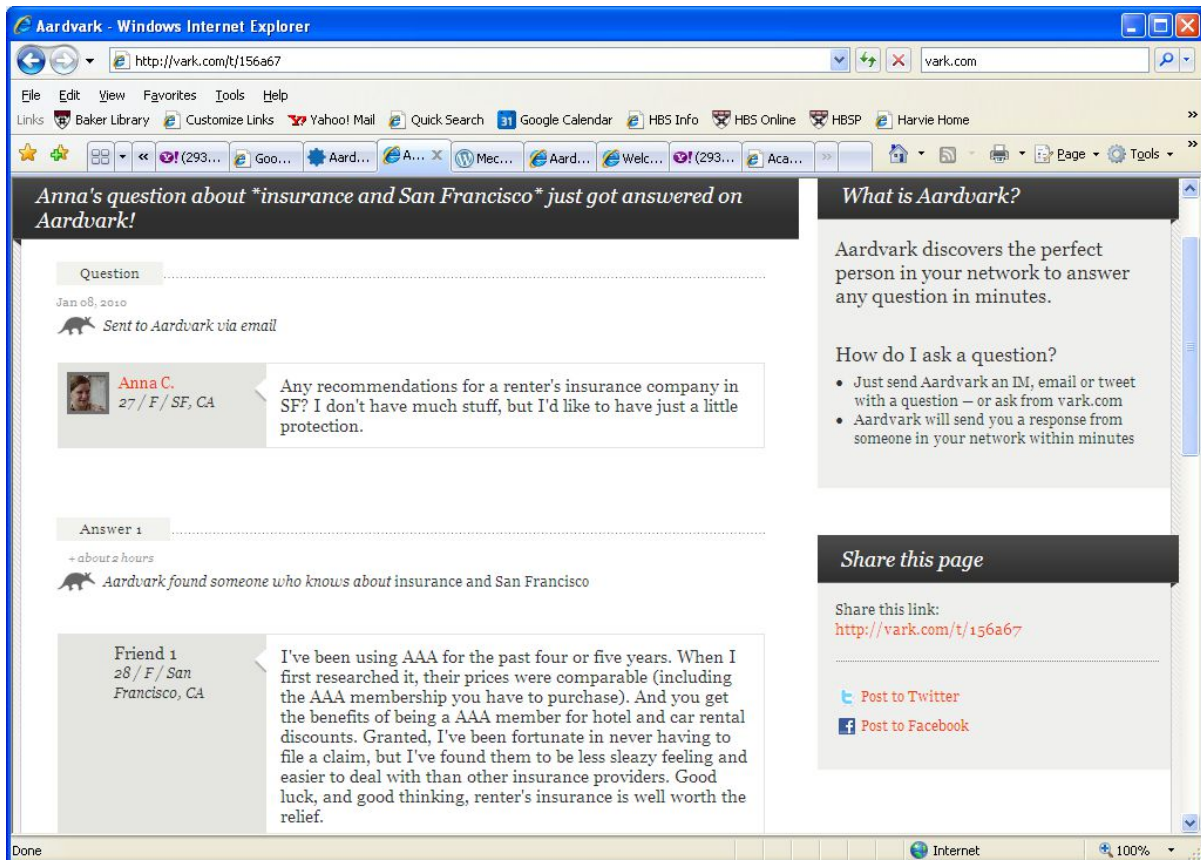 Aardvark - Windows Internet Explorer
http://vark.com/t/156a67
vark.com
File Edit View Favorites Tools Help
Links Baker Library Customize Links Yahoo! Mail Quick Search 31 Google Calendar HBS Info HBS Online HBSP Harvie Home »
« (293... Goo... Aard... A... X Mec... Aard... Welc... (293... Aca... » Page Tools »
Anna's question about *insurance and San Francisco* just got answered on
Aardvark!
Question
Jan 08, 2010
Sent to Aardvark via email
Anna C.
27 / F / SF, CA
Any recommendations for a renter's insurance company in
SF? I don't have much stuff, but I'd like to have just a little
protection.
Answer 1
+ about 2 hours
Aardvark found someone who knows about insurance and San Francisco
Friend 1
28 / F / San
Francisco, CA
I've been using AAA for the past four or five years. When I
first researched it, their prices were comparable (including
the AAA membership you have to purchase). And you get
the benefits of being a AAA member for hotel and car rental
discounts. Granted, I've been fortunate in never having to
file a claim, but I've found them to be less sleazy feeling and
easier to deal with than other insurance providers. Good
luck, and good thinking, renter's insurance is well worth the
relief.
What is Aardvark?
Aardvark discovers the perfect
person in your network to answer
any question in minutes.
How do I ask a question?
• Just send Aardvark an IM, email or tweet
with a question – or ask from vark.com
• Aardvark will send you a response from
someone in your network within minutes
Share this page
Share this link:
http://vark.com/t/156a67
Post to Twitter
Post to Facebook
Done
Internet
100%